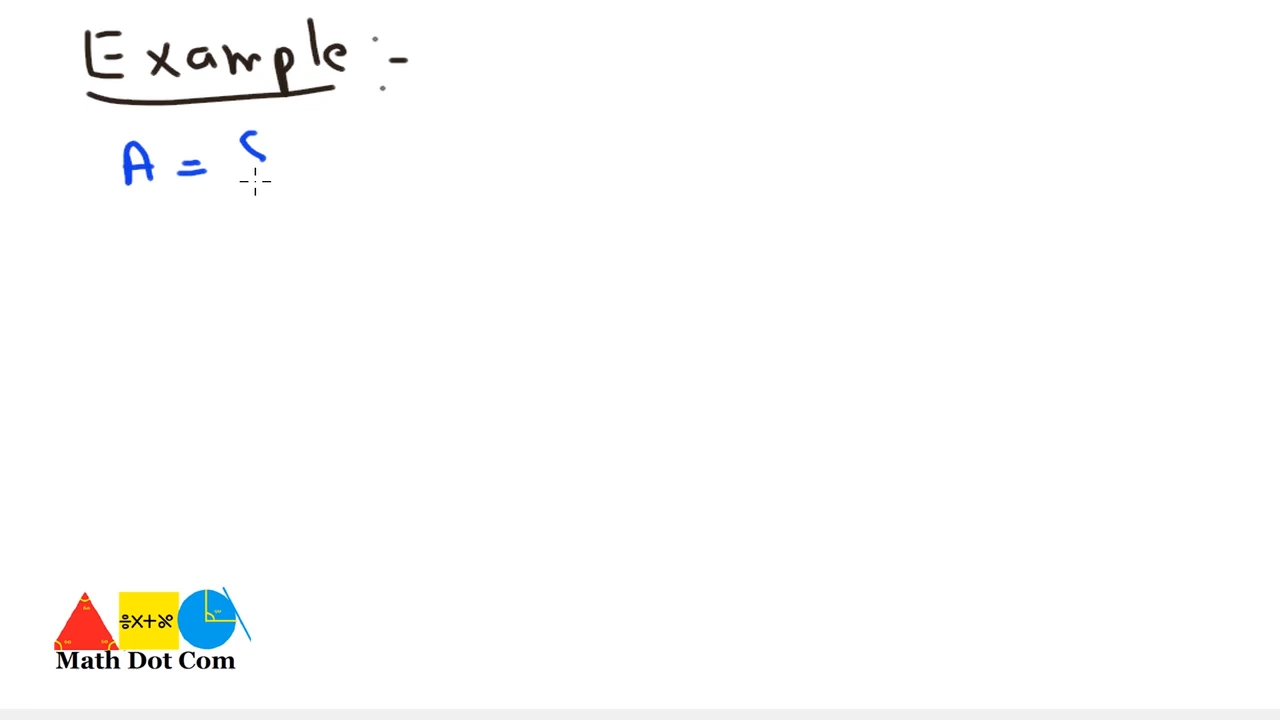 Example :-
A =
÷x+%
Math Dot Com